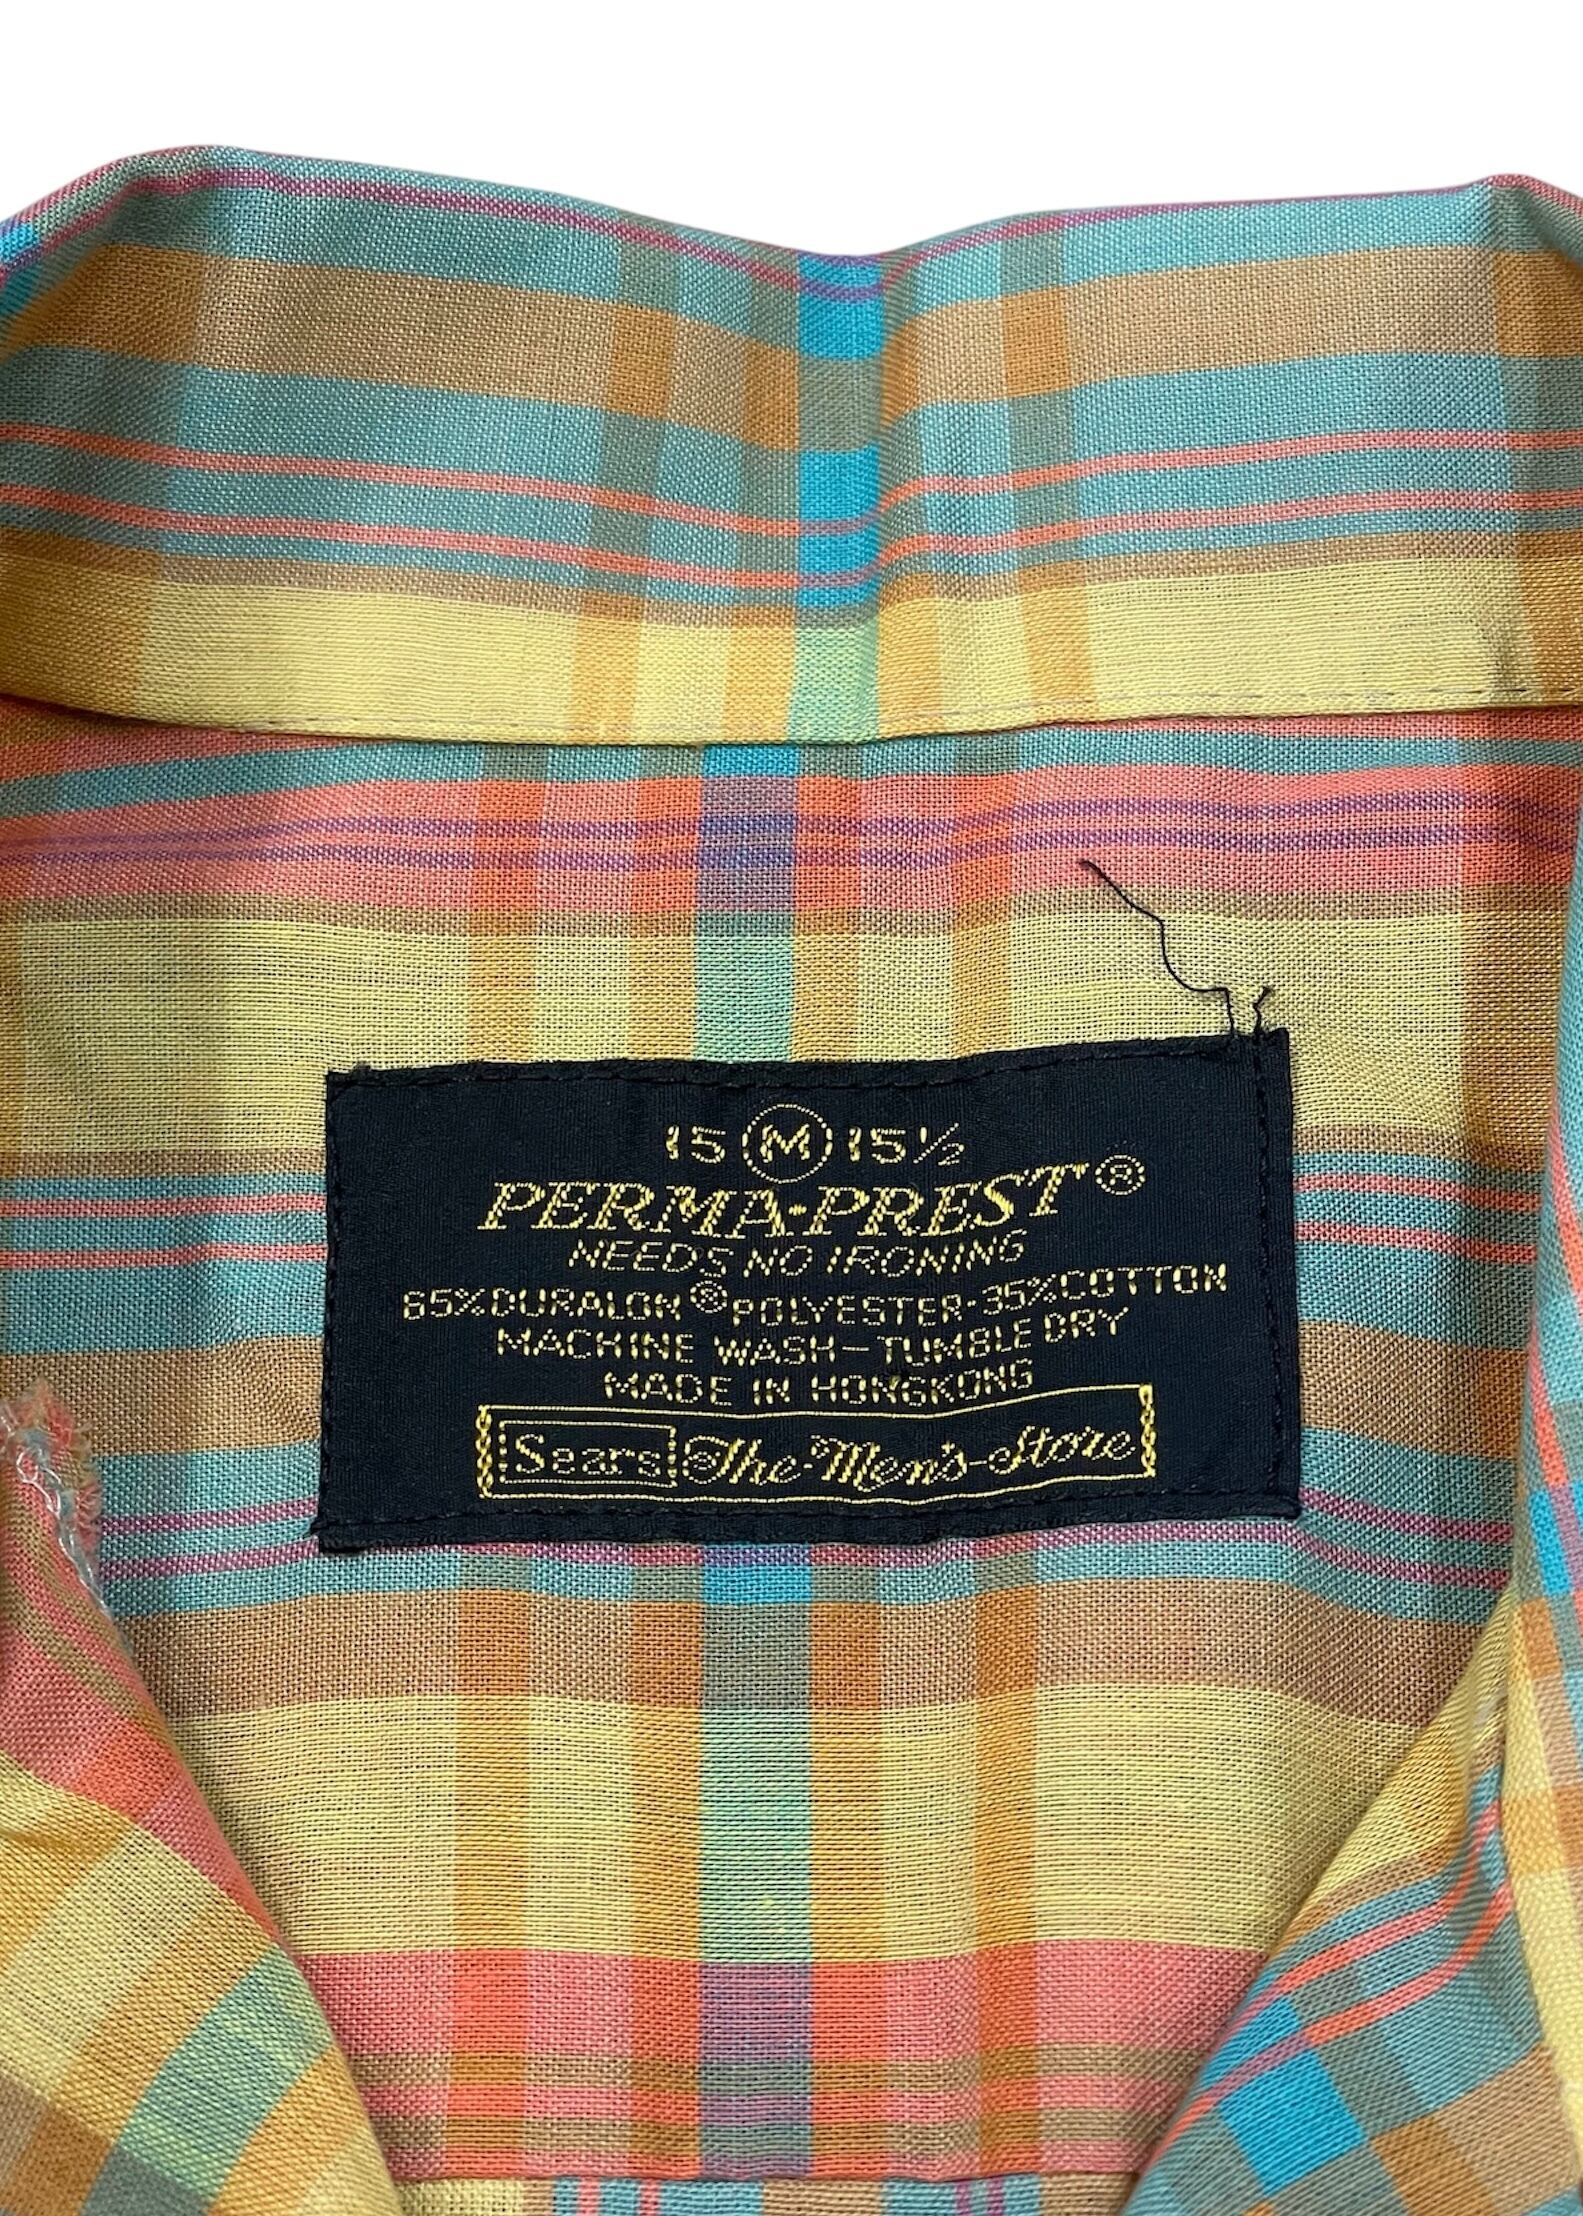 15 M 15½
PERMA-PREST®
NEEDS NO IRONING
65% DURALON® POLYESTER-35% COTTON
MACHINE WASH-TUMBLE DRY
MADE IN HONGKONG
Sears The-Men's-Store